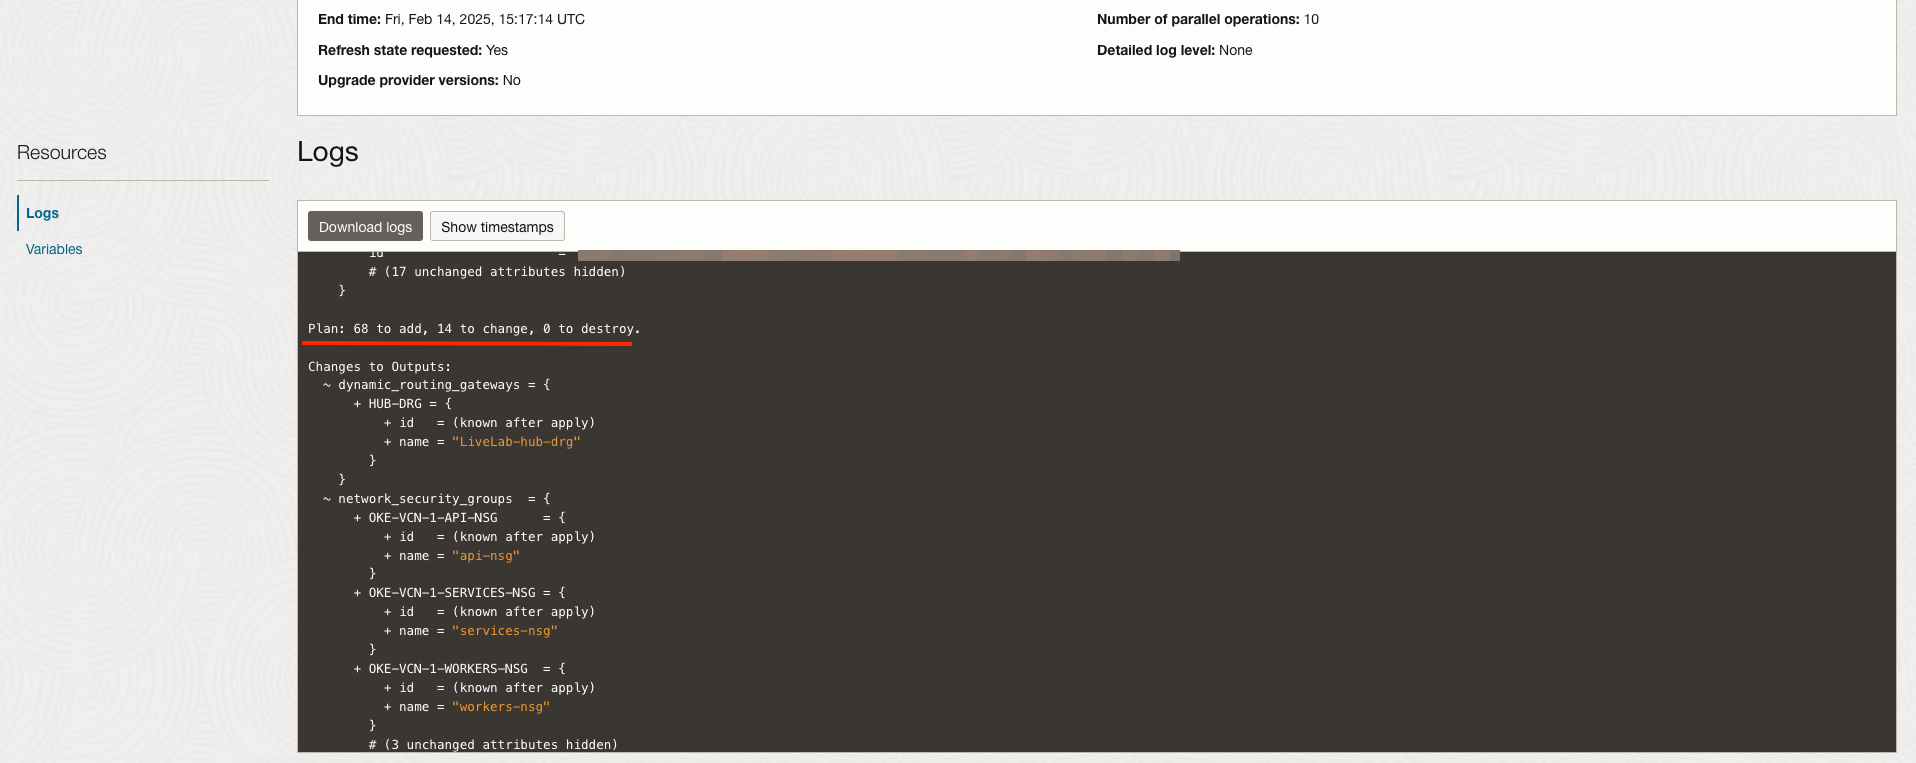 End time: Fri, Feb 14, 2025, 15:17:14 UTC
Number of parallel operations: 10
Refresh state requested: Yes
Detailed log level: None
Upgrade provider versions: No
Resources
Logs
Variables
Logs
Download logs
Show timestamps
id =
# (17 unchanged attributes hidden)
}
Plan: 68 to add, 14 to change, 0 to destroy.
Changes to Outputs:
~ dynamic_routing_gateways = {
+ HUB-DRG = {
+ id   = (known after apply)
+ name = "LiveLab-hub-drg"
}
}
~ network_security_groups  = {
+ OKE-VCN-1-API-NSG      = {
+ id   = (known after apply)
+ name = "api-nsg"
}
+ OKE-VCN-1-SERVICES-NSG = {
+ id   = (known after apply)
+ name = "services-nsg"
}
+ OKE-VCN-1-WORKERS-NSG  = {
+ id   = (known after apply)
+ name = "workers-nsg"
}
# (3 unchanged attributes hidden)